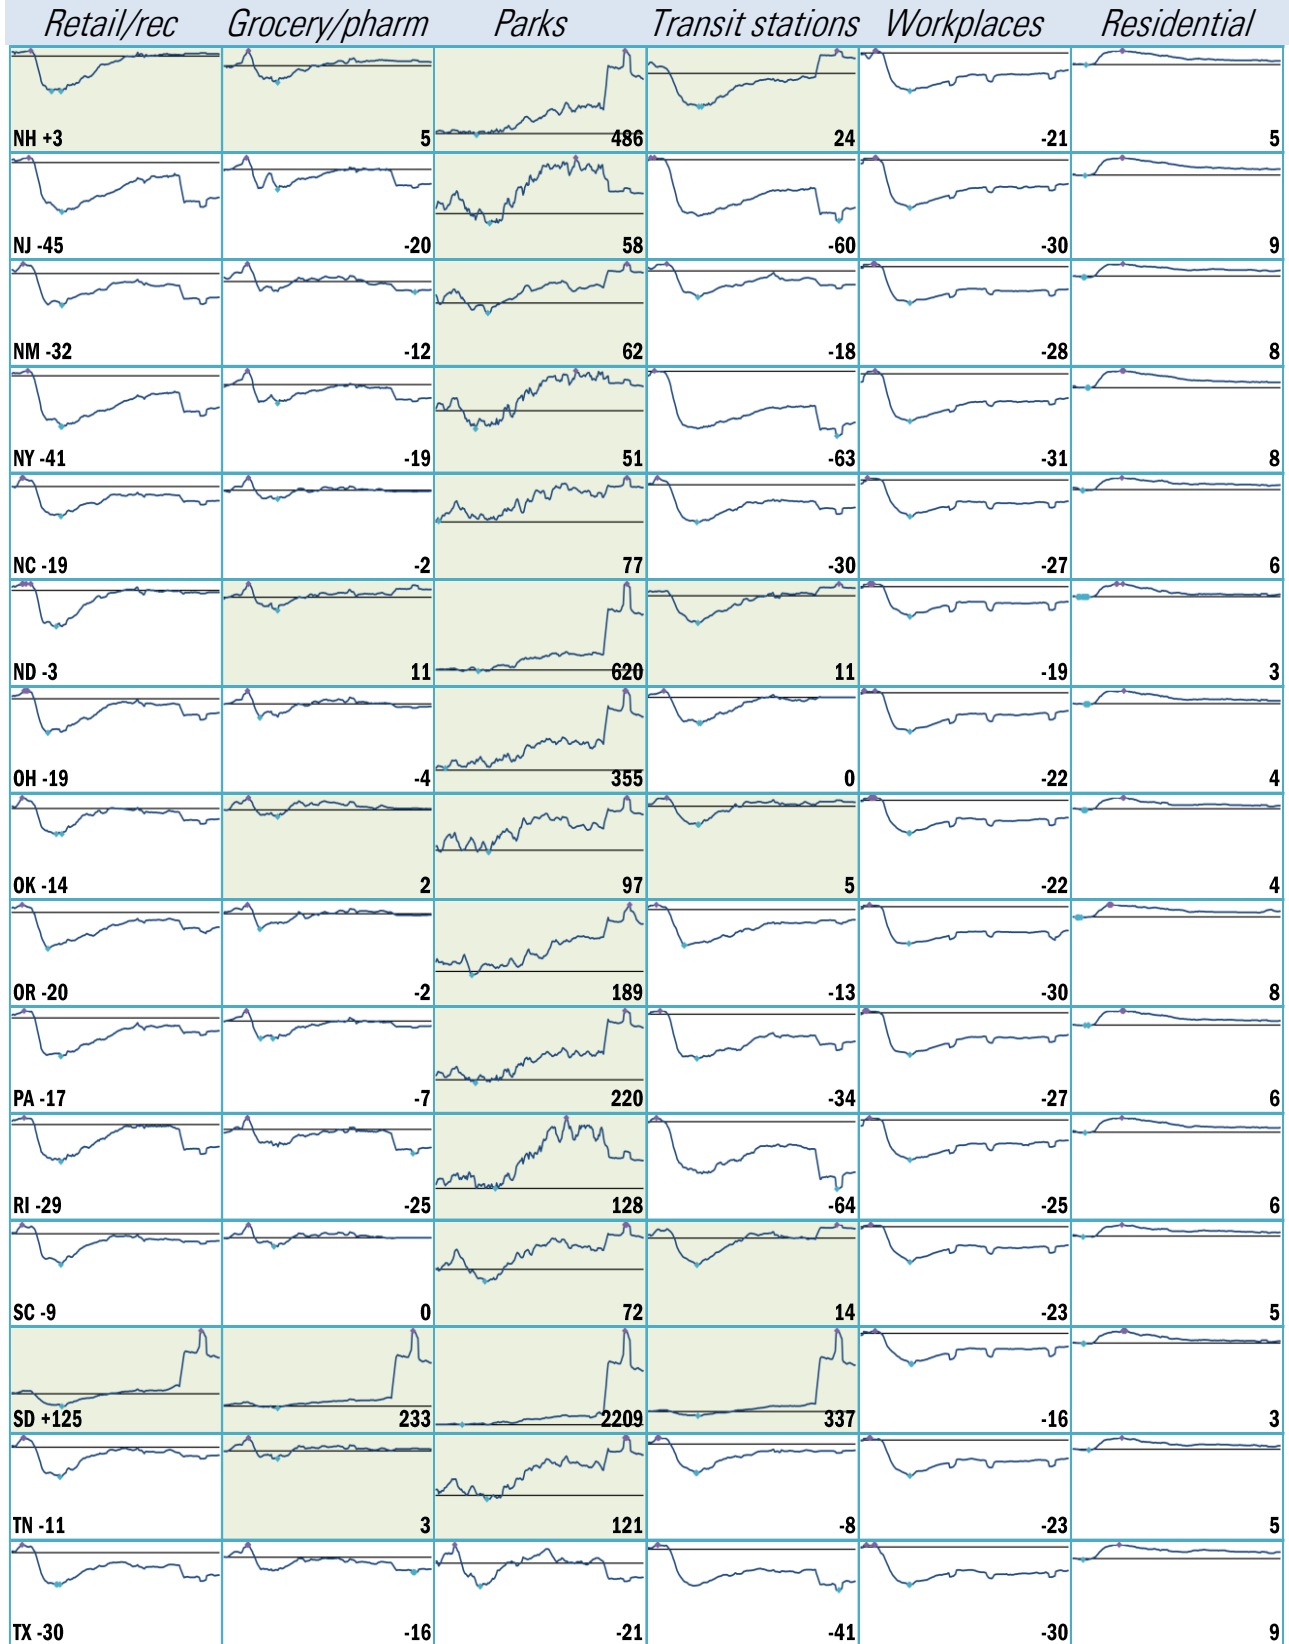 Retail/rec Grocery/pharm Parks Transit stations Workplaces Residential
NH +3 5 486 24 -21 5
NJ -45 -20 58 -60 -30 9
NM -32 -12 62 -18 -28 8
NY -41 -19 51 -63 -31 8
NC -19 -2 77 -30 -27 6
ND -3 11 620 11 -19 3
OH -19 -4 355 0 -22 4
OK -14 2 97 5 -22 4
OR -20 -2 189 -13 -30 8
PA -17 -7 220 -34 -27 6
RI -29 -25 128 -64 -25 6
SC -9 0 72 14 -23 5
SD +125 233 2209 337 -16 3
TN -11 3 121 -8 -23 5
TX -30 -16 -21 -41 -30 9